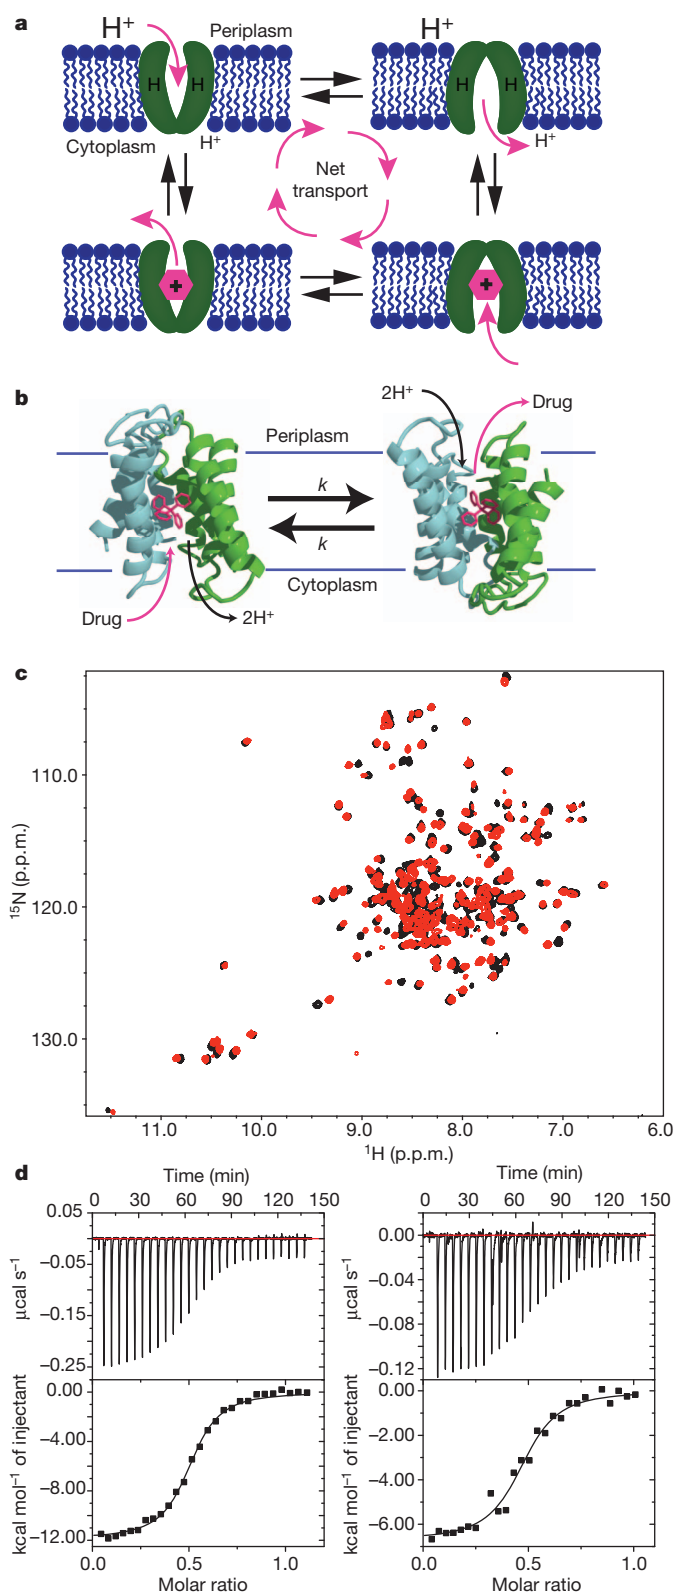 a
H⁺
Periplasm
H H
H H
H⁺
Cytoplasm
H⁺
H⁺
Net
transport
+
+
b
2H⁺
Drug
Periplasm
k
k
Cytoplasm
Drug
2H⁺
c
110.0
120.0
130.0
¹⁵N (p.p.m.)
11.0 10.0 9.0 8.0 7.0 6.0
¹H (p.p.m.)
d
Time (min)
0 30 60 90 120 150
0.05
−0.05
−0.15
−0.25
µcal s⁻¹
0.00
−4.00
−8.00
−12.00
kcal mol⁻¹ of injectant
0.0 0.5 1.0
Molar ratio
Time (min)
0 30 60 90 120 150
0.00
−0.04
−0.08
−0.12
µcal s⁻¹
0.00
−2.00
−4.00
−6.00
kcal mol⁻¹ of injectant
0.0 0.5 1.0
Molar ratio